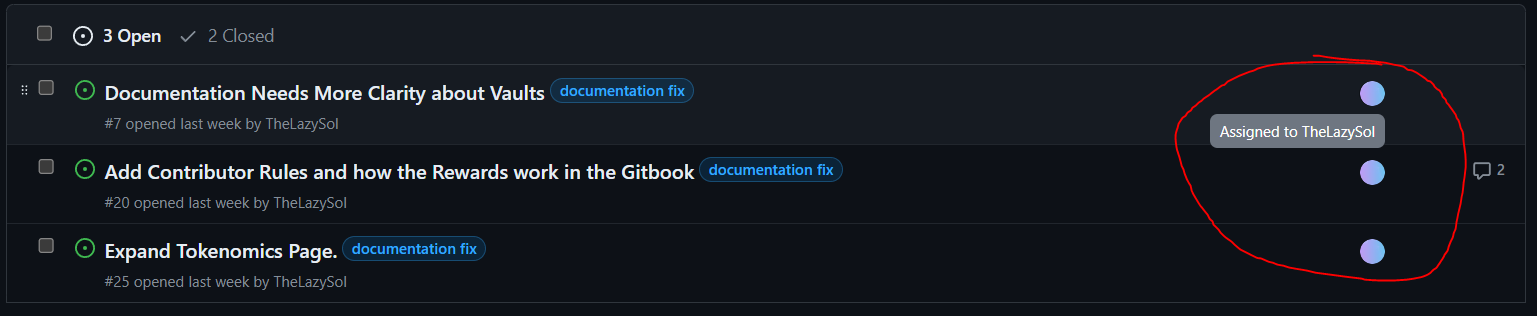 3 Open 2 Closed
Documentation Needs More Clarity about Vaults documentation fix
#7 opened last week by TheLazySol
Assigned to TheLazySol
Add Contributor Rules and how the Rewards work in the Gitbook documentation fix 2
#20 opened last week by TheLazySol
Expand Tokenomics Page. documentation fix
#25 opened last week by TheLazySol